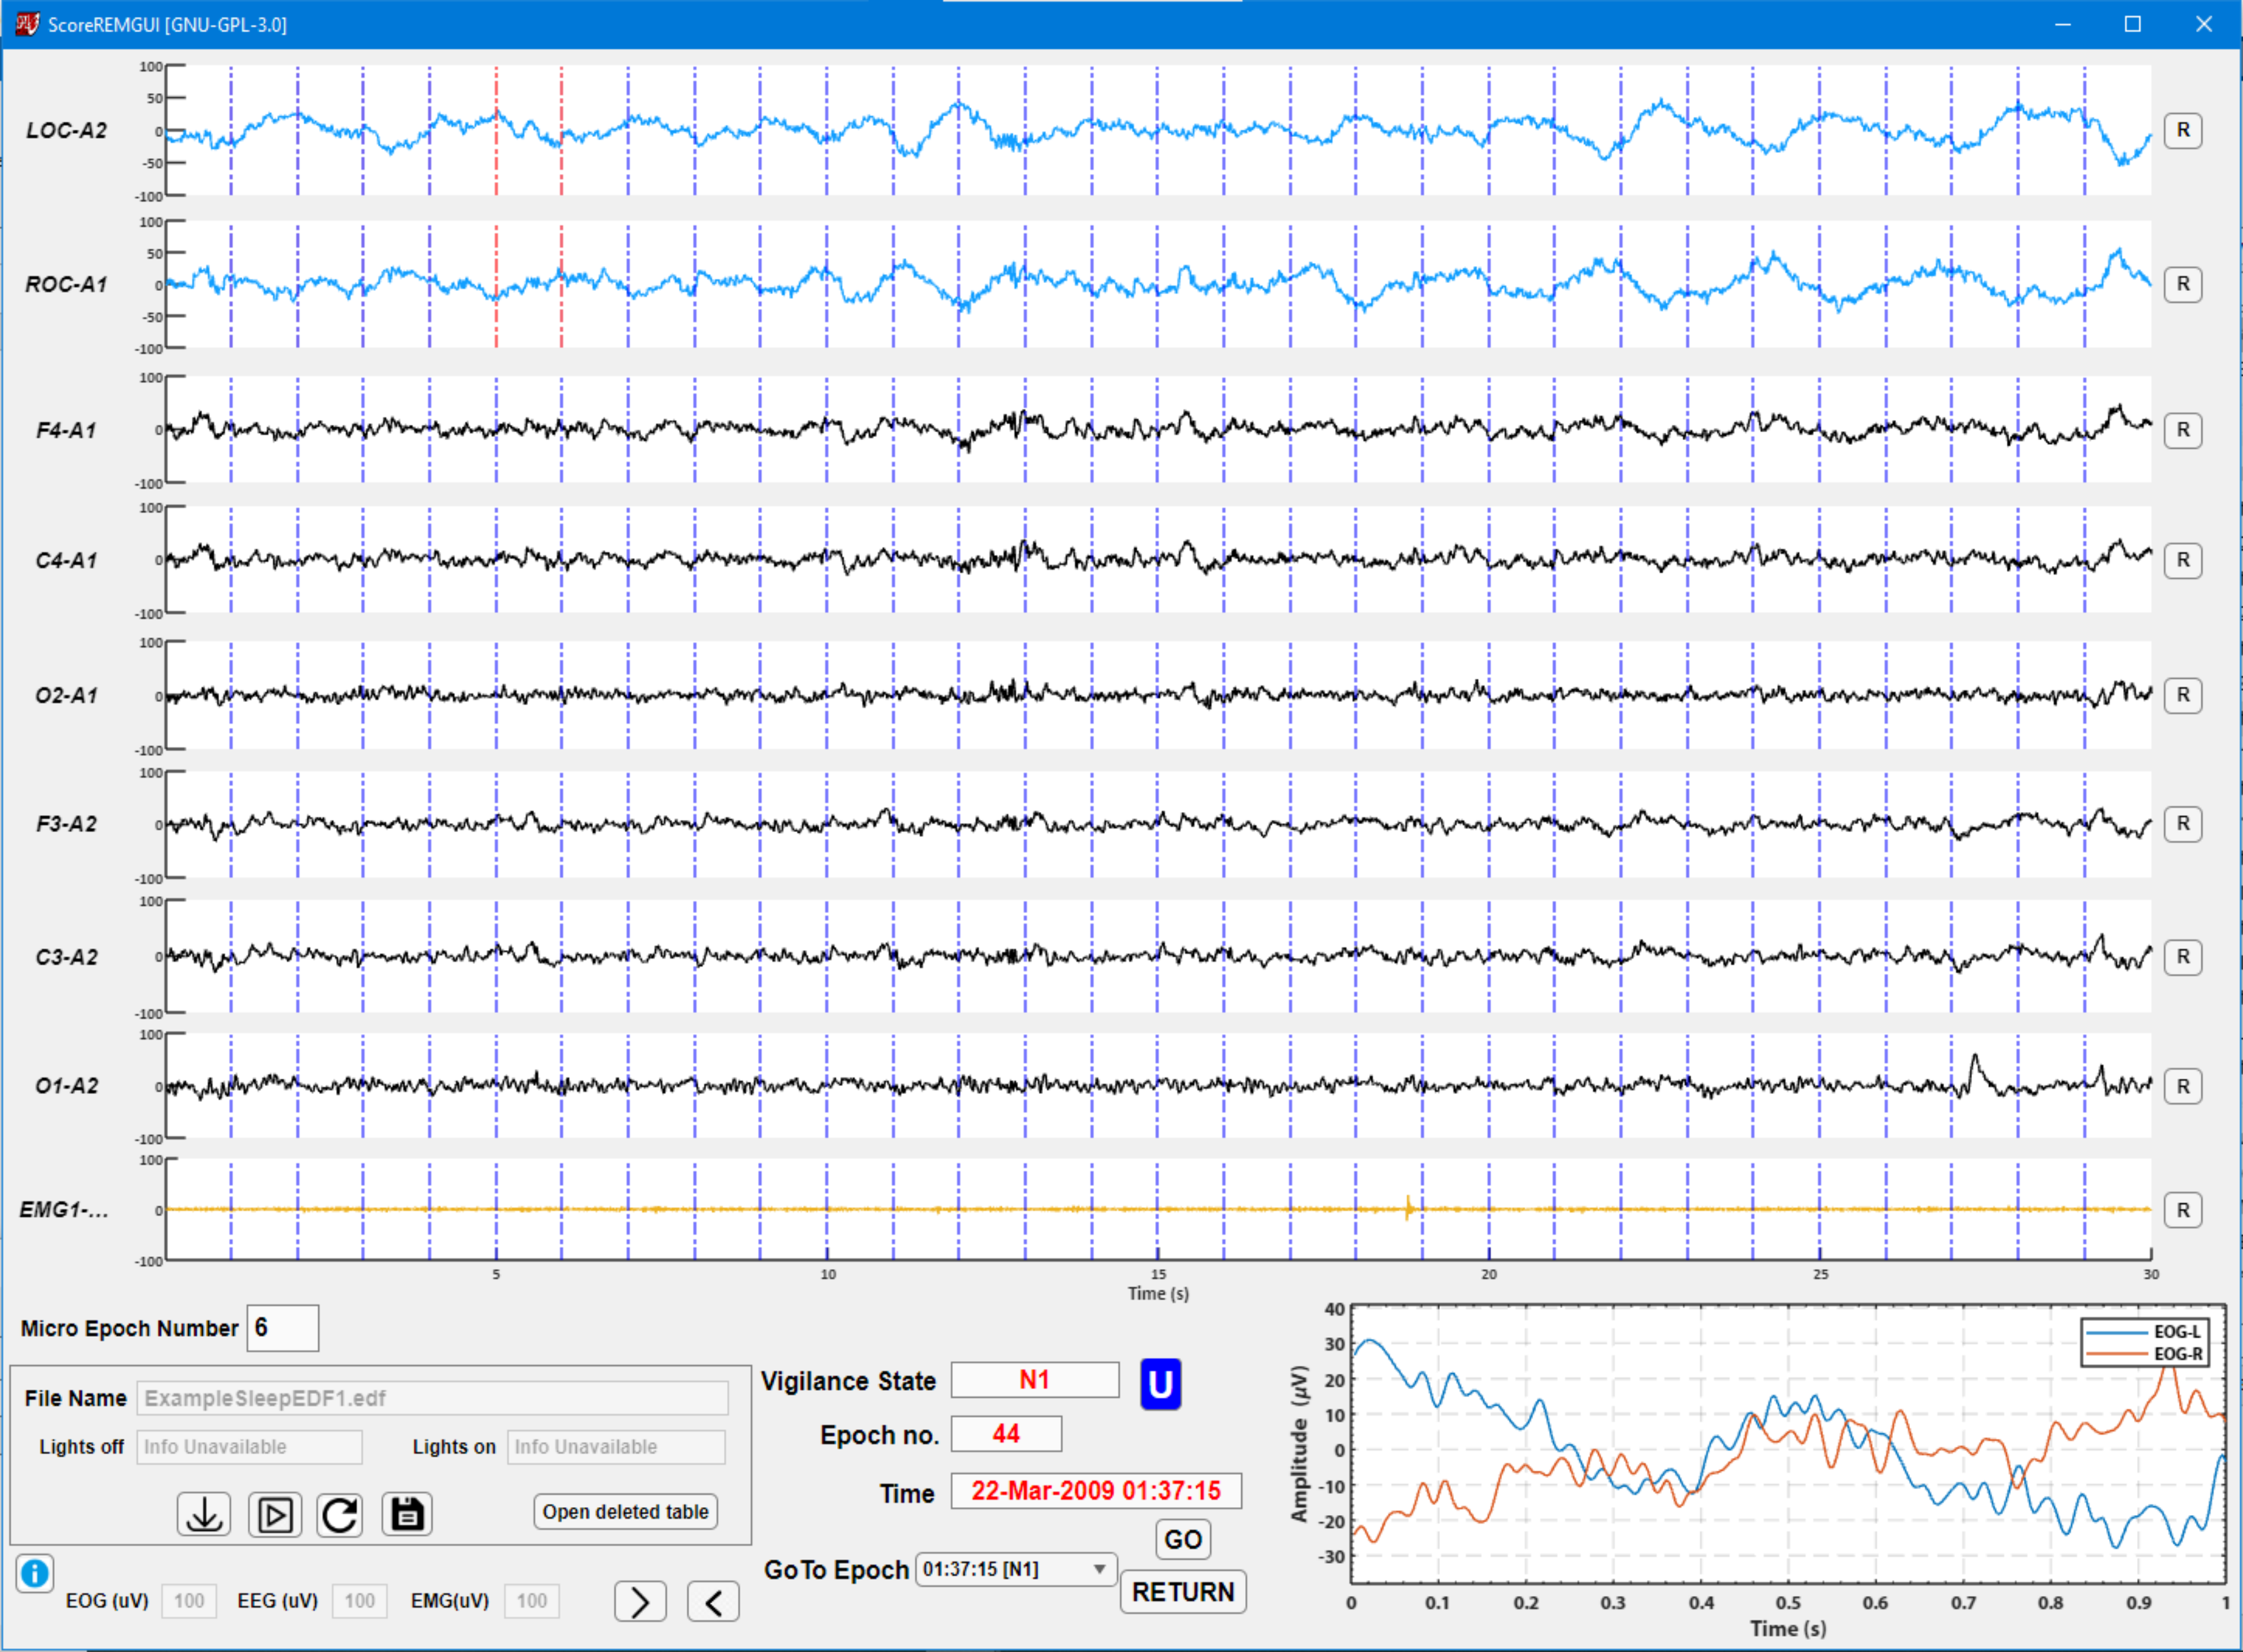 ScoreREMGUI [GNU-GPL-3.0]
100
50
LOC-A2
0
R
-50
-100
100
50
ROC-A1
0
R
-50
-100
100
F4-A1
0
R
-100
100
C4-A1
0
R
-100
100
O2-A1
0
R
-100
100
F3-A2
0
R
-100
100
C3-A2
0
R
-100
100
O1-A2
0
R
-100
100
EMG1-...
0
R
-100
5 10 15 20 25 30
Time (s)
Micro Epoch Number 6
File Name ExampleSleepEDF1.edf
Lights off Info Unavailable Lights on Info Unavailable
Open deleted table
EOG (uV) 100 EEG (uV) 100 EMG(uV) 100
> <
Vigilance State N1 U
Epoch no. 44
Time 22-Mar-2009 01:37:15
GO
GoTo Epoch 01:37:15 [N1]
RETURN
40
30
20
10
0
-10
-20
-30
Amplitude (μV)
EOG-L
EOG-R
0 0.1 0.2 0.3 0.4 0.5 0.6 0.7 0.8 0.9 1
Time (s)